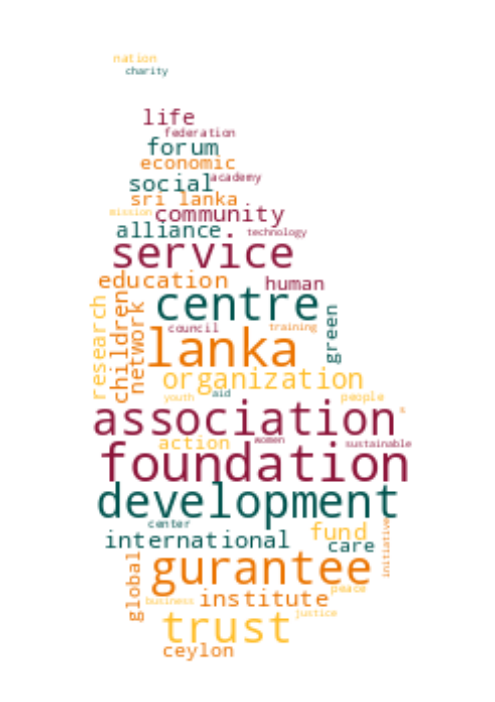 nation
charity
life
federation
forum
economic
social
academy
sri lanka
mission
community
alliance.
technology
service
education
human
centre
research
children
network
green
council
training
lanka
organization
youth
aid
people
association
s
action
women
sustainable
foundation
development
center
fund
initiative
international
care
gurantee
global
peace
business
institute
justice
trust
ceylon